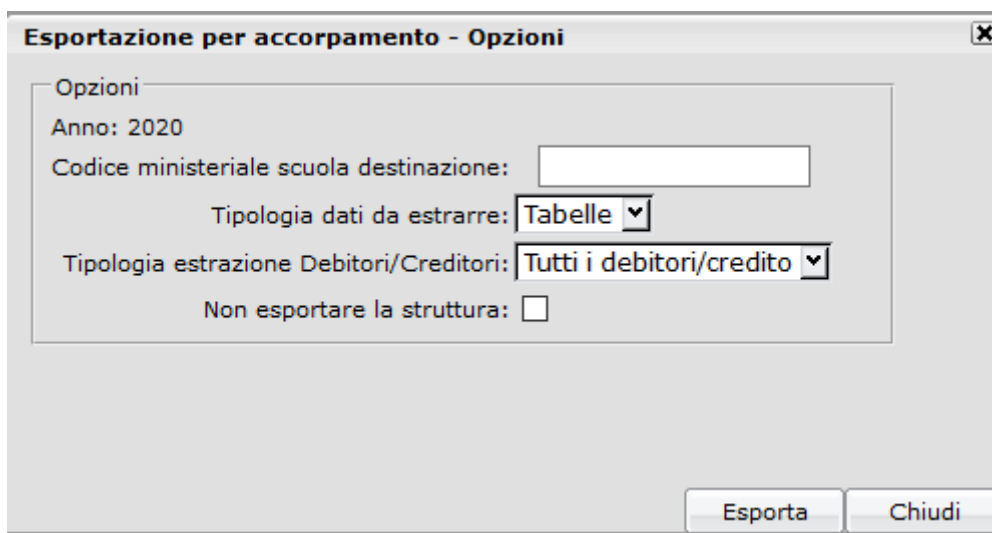 Esportazione per accorpamento - Opzioni
Opzioni
Anno: 2020
Codice ministeriale scuola destinazione:
Tipologia dati da estrarre: Tabelle
Tipologia estrazione Debitori/Creditori: Tutti i debitori/credito
Non esportare la struttura:
Esporta Chiudi